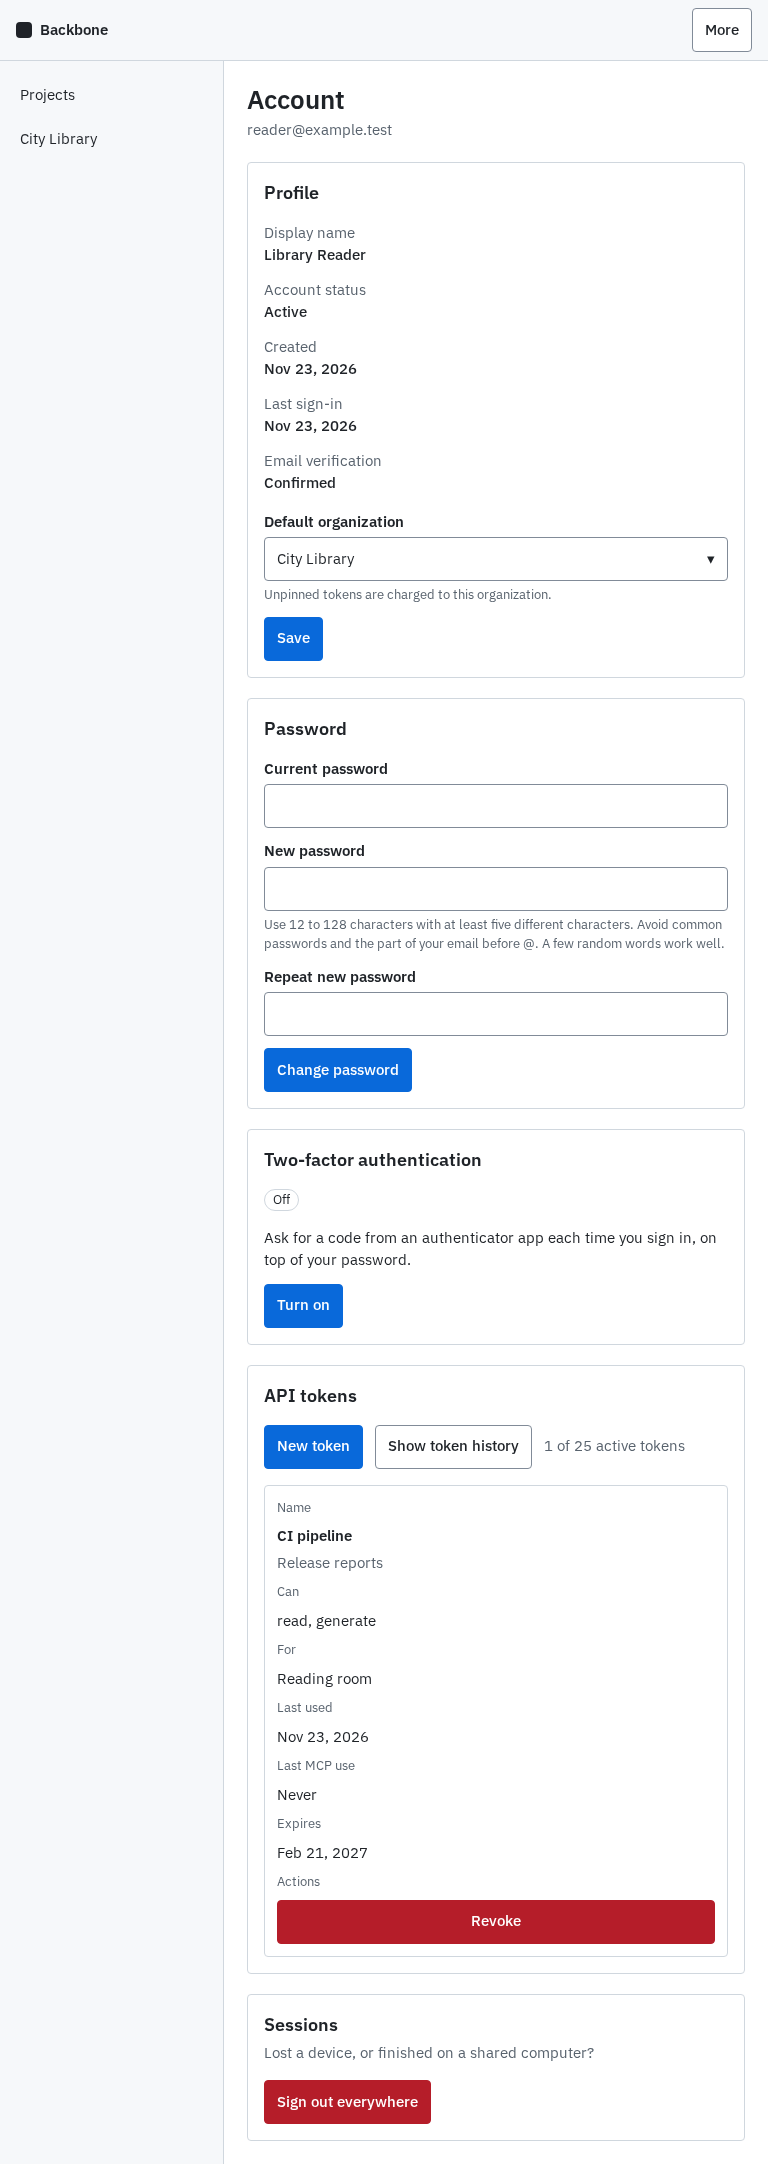 Backbone
More
Projects
City Library
Account
reader@example.test
Profile
Display name
Library Reader
Account status
Active
Created
Nov 23, 2026
Last sign-in
Nov 23, 2026
Email verification
Confirmed
Default organization
City Library
Unpinned tokens are charged to this organization.
Save
Password
Current password
New password
Use 12 to 128 characters with at least five different characters. Avoid common
passwords and the part of your email before @. A few random words work well.
Repeat new password
Change password
Two-factor authentication
Off
Ask for a code from an authenticator app each time you sign in, on
top of your password.
Turn on
API tokens
New token
Show token history
1 of 25 active tokens
Name
CI pipeline
Release reports
Can
read, generate
For
Reading room
Last used
Nov 23, 2026
Last MCP use
Never
Expires
Feb 21, 2027
Actions
Revoke
Sessions
Lost a device, or finished on a shared computer?
Sign out everywhere